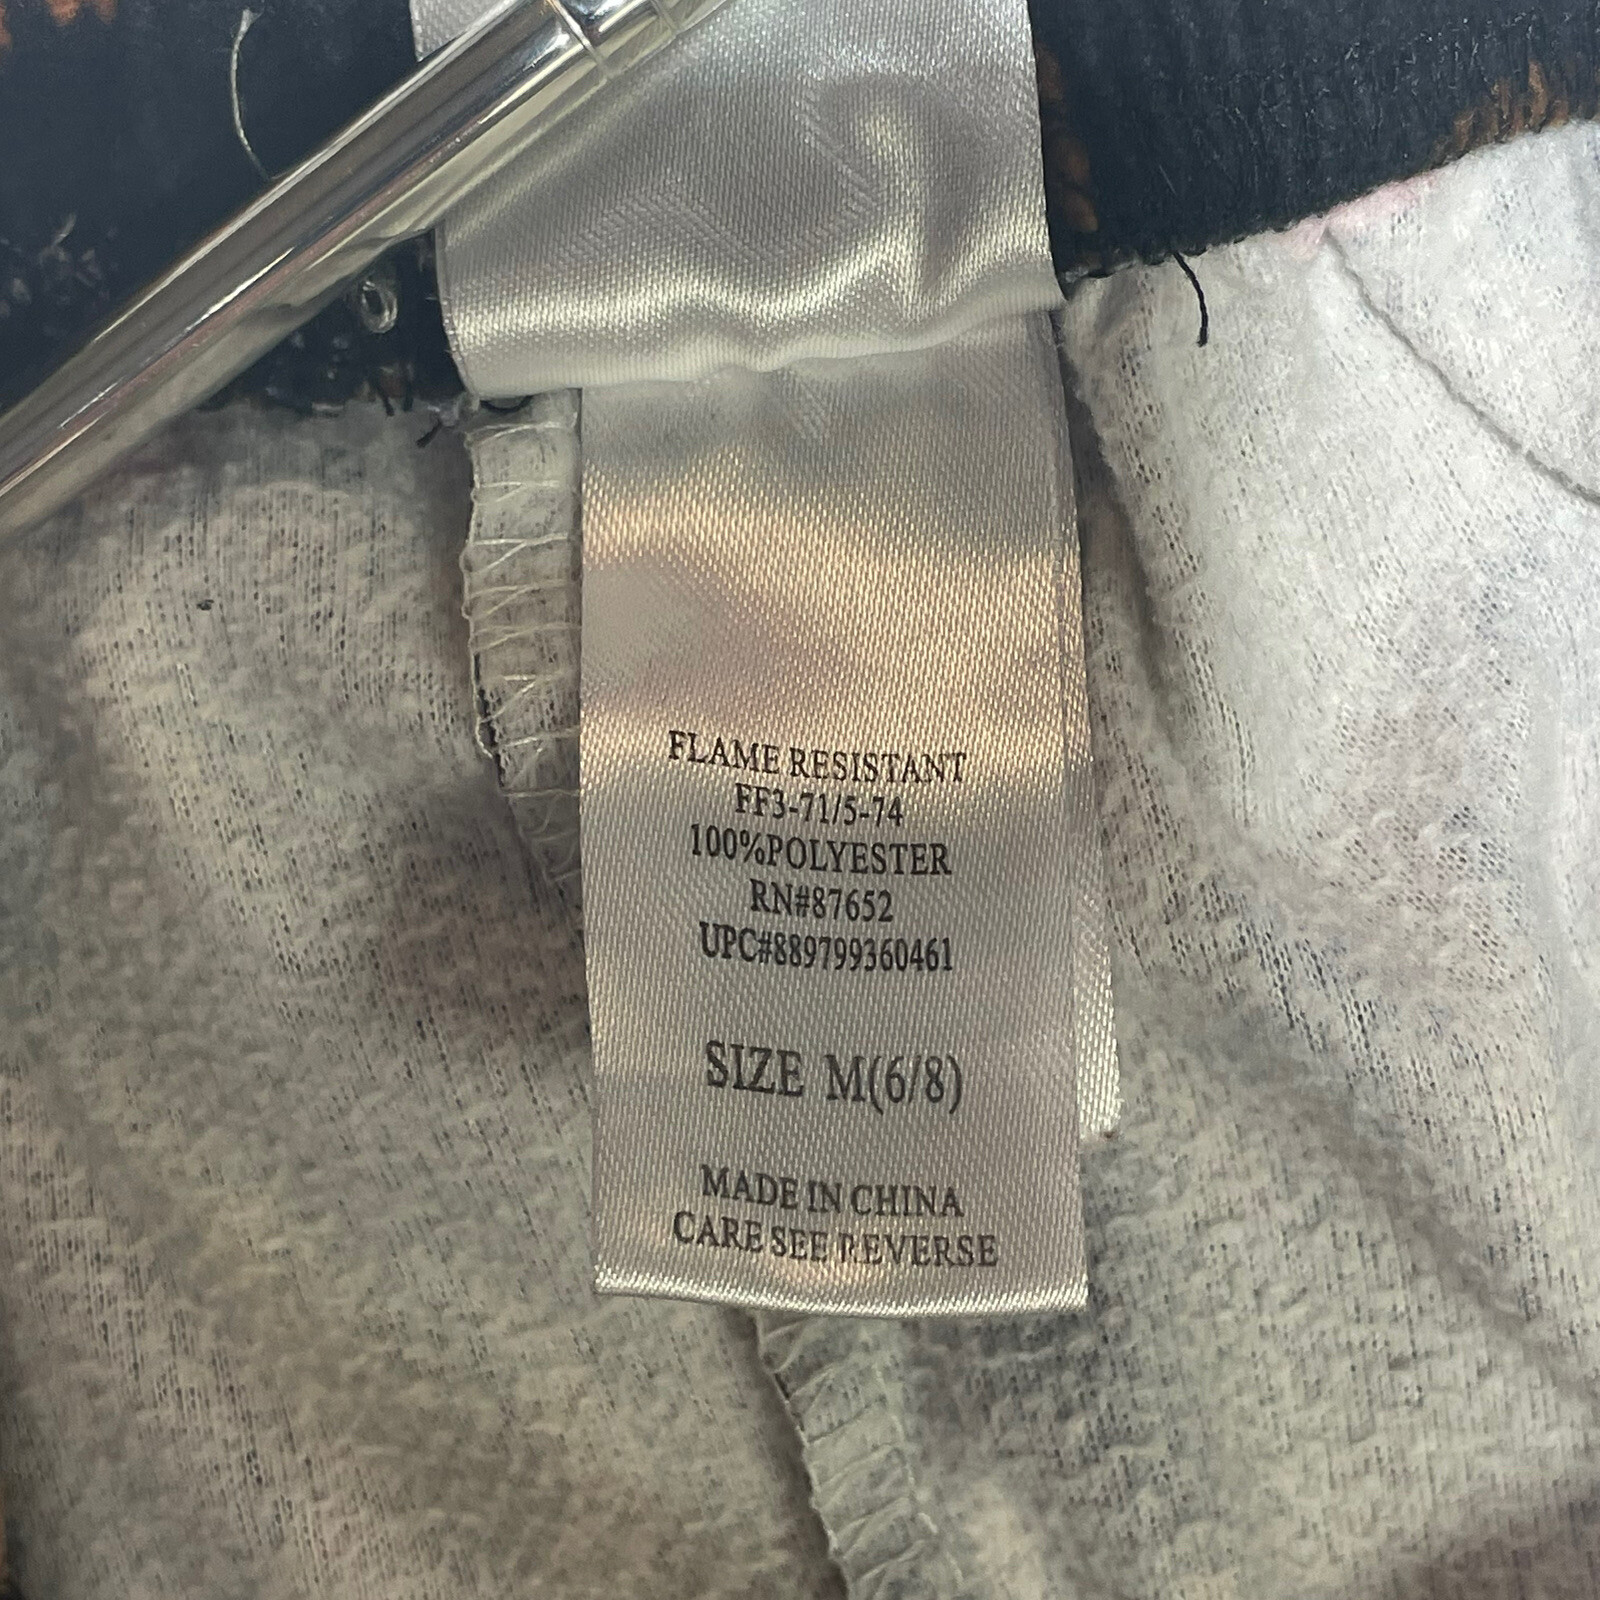 FLAME RESISTANT
FF3-71/5-74
100%POLYESTER
RN#87652
UPC#889799360461
SIZE M(6/8)
MADE IN CHINA
CARE SEE REVERSE